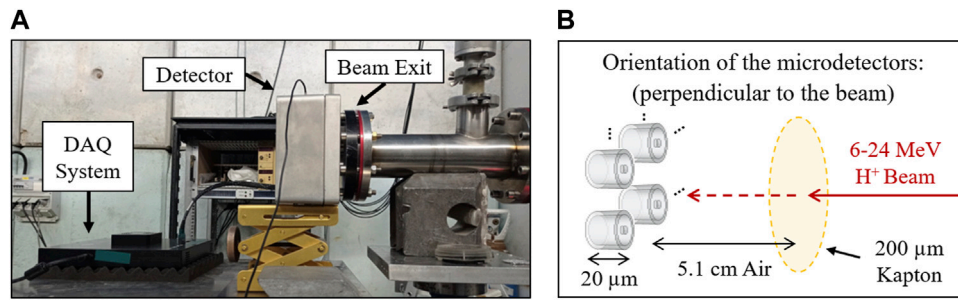 A
Detector
Beam Exit
DAQ
System
B
Orientation of the microdetectors:
(perpendicular to the beam)
6-24 MeV
H⁺ Beam
20 µm
5.1 cm Air
200 µm
Kapton